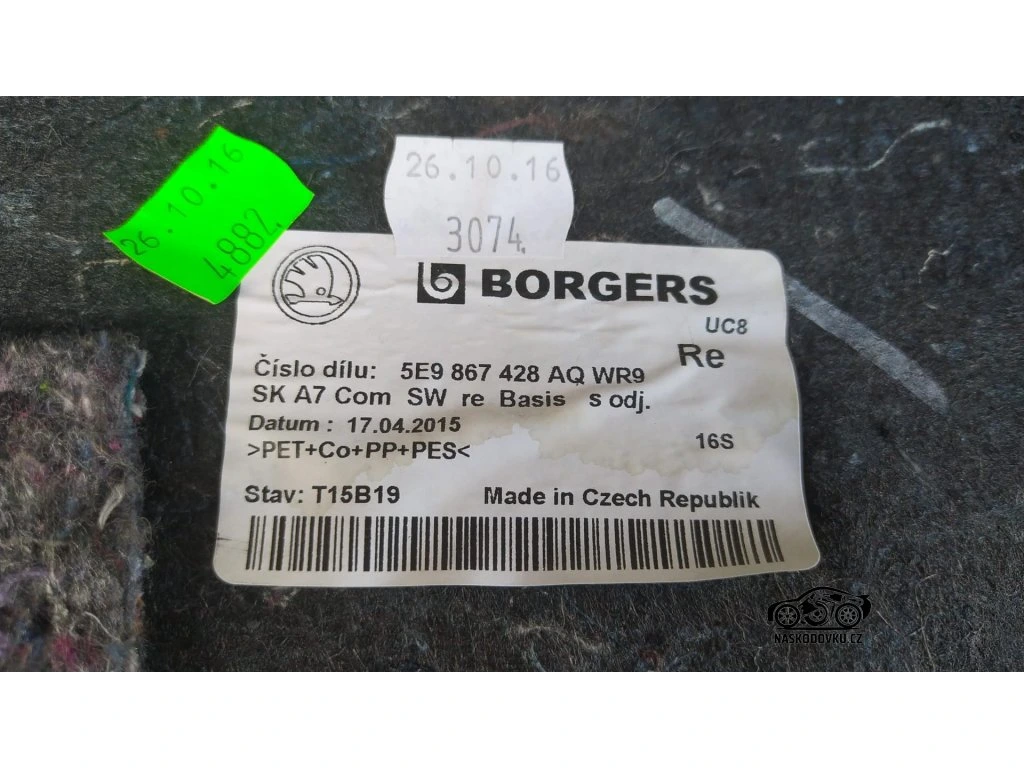 26.10.16
4882
26.10.16
3074
BORGERS
UC8
Re
Číslo dílu: 5E9 867 428 AQ WR9
SK A7 Com SW re Basis s odj.
Datum : 17.04.2015
>PET+Co+PP+PES<
16S
Stav: T15B19
Made in Czech Republik
NASKODOVKU.CZ